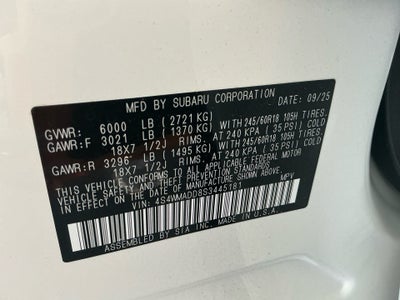 MFD BY SUBARU CORPORATION DATE: 09/25
GVWR: 6000 LB (2721 KG)
GAWR:F 3021 LB (1370 KG) WITH 245/60R18 105H TIRES,
18X7 1/2J RIMS, AT 240 KPA (35 PSI) COLD
GAWR:R 3296 LB (1495 KG) WITH 245/60R18 105H TIRES,
18X7 1/2J RIMS, AT 240 KPA (35 PSI) COLD
THIS VEHICLE CONFORMS TO ALL APPLICABLE FEDERAL MOTOR
VEHICLE SAFETY AND BUMPER STANDARDS
IN EFFECT ON THE DATE OF MANUFACTURE SHOWN ABOVE.
VIN: 4S4WMADD8S3445181 MPV
ASSEMBLED BY SIA INC. MADE IN U.S.A.